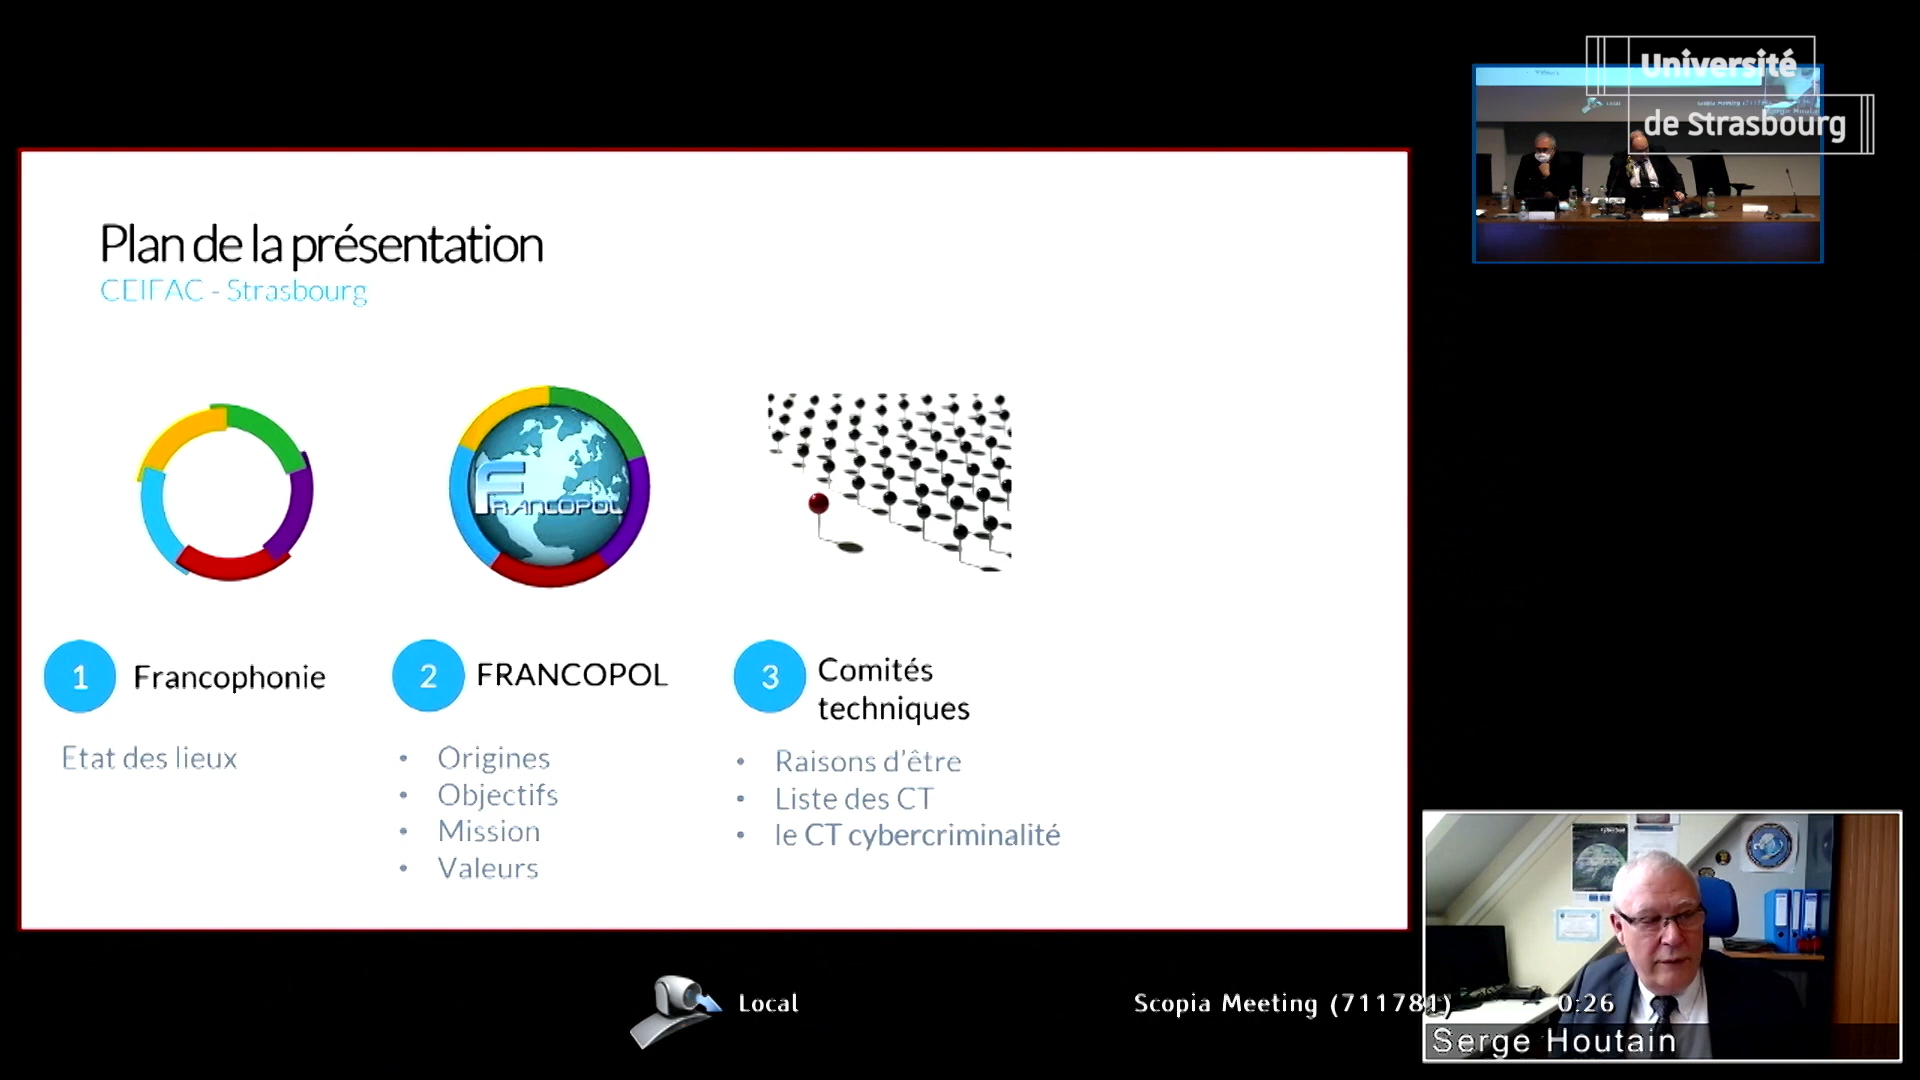 Université
de Strasbourg
Plan de la présentation
CEIFAC - Strasbourg
FRANCOPOL
1 Francophonie
Etat des lieux
2 FRANCOPOL
• Origines
• Objectifs
• Mission
• Valeurs
3 Comités
techniques
• Raisons d'être
• Liste des CT
• le CT cybercriminalité
Local
Scopia Meeting (711781)
0:26
Serge Houtain